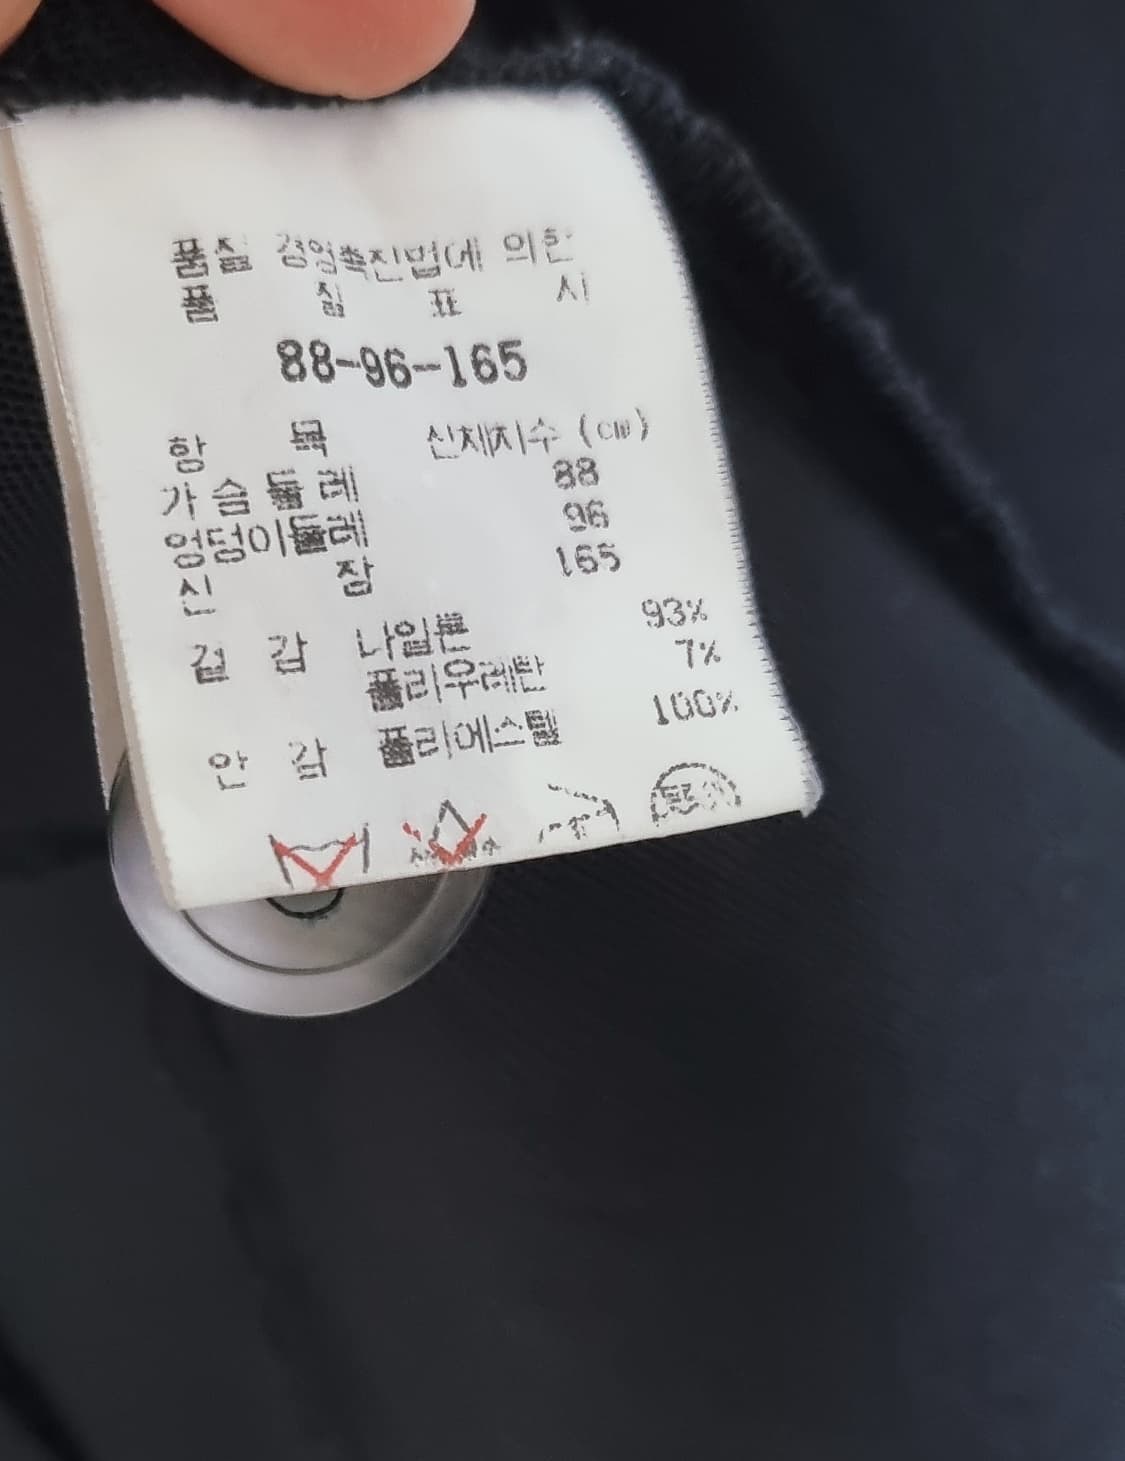 품질 경영촉진법에 의한
품 질 표 시
88-96-165
항 목 신체치수 (cm)
가슴둘레 88
엉덩이둘레 96
신 장 165
겉 감 나일론 93%
폴리우레탄 7%
안 감 폴리에스텔 100%